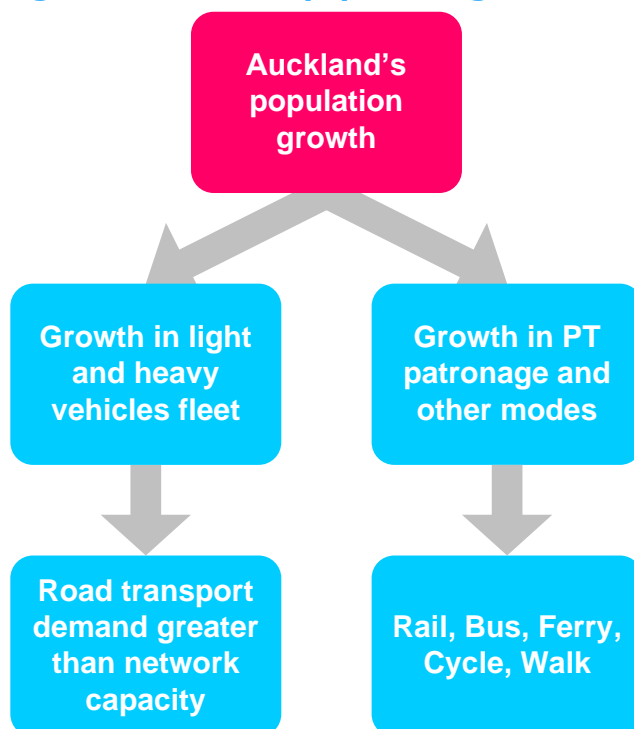 Auckland's
population
growth
Growth in light
and heavy
vehicles fleet
Growth in PT
patronage and
other modes
Road transport
demand greater
than network
capacity
Rail, Bus, Ferry,
Cycle, Walk